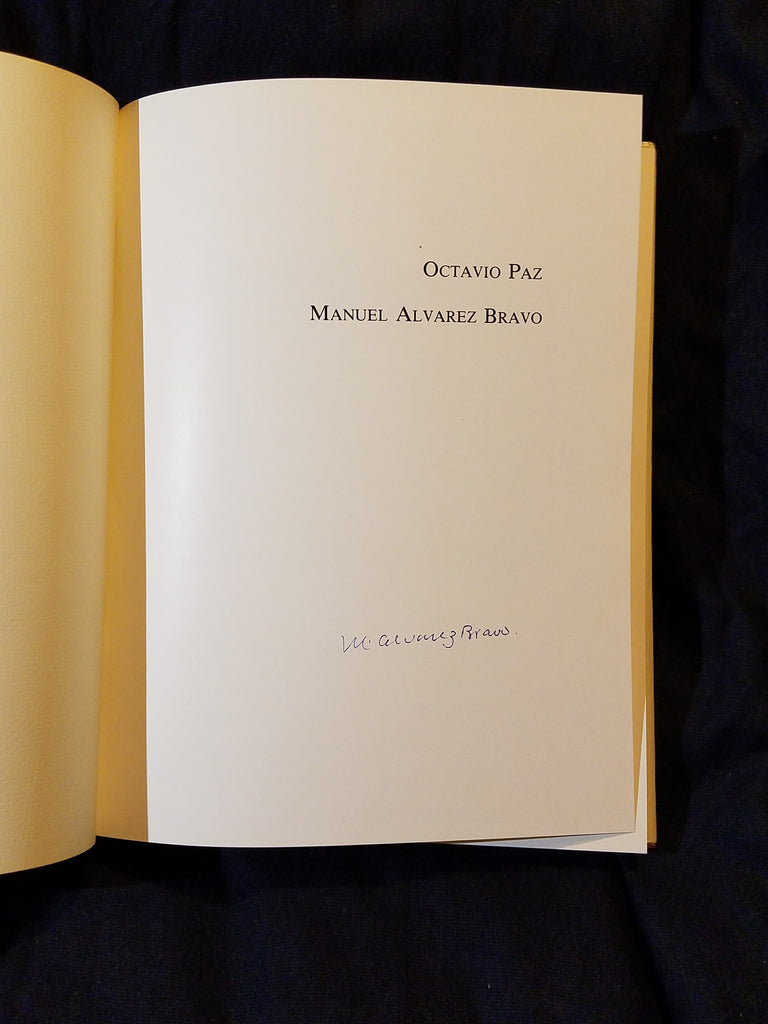 OCTAVIO PAZ
MANUEL ALVAREZ BRAVO
M. Alvarez Bravo.